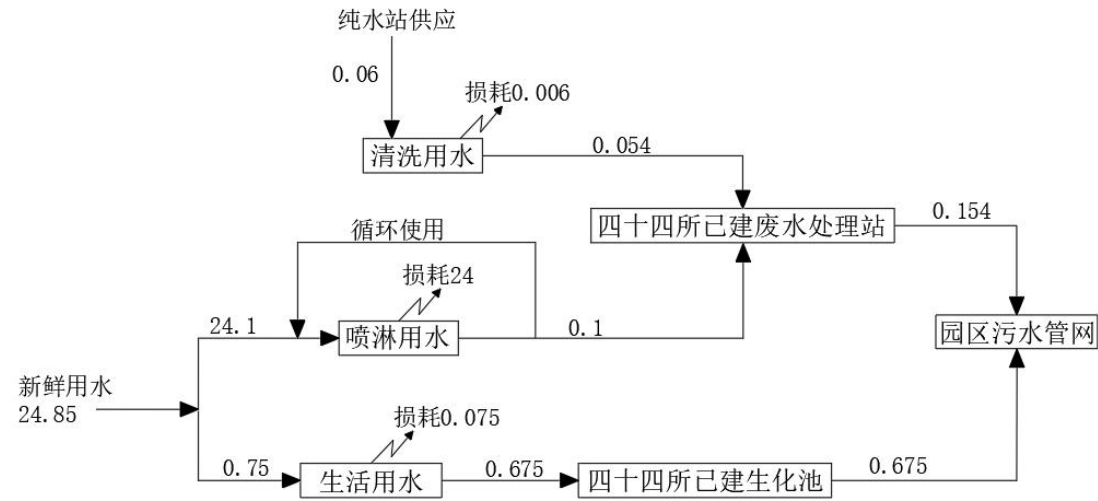 纯水站供应
0.06
损耗0.006
清洗用水
0.054
四十四所已建废水处理站
0.154
循环使用
损耗24
24.1
喷淋用水
0.1
园区污水管网
新鲜用水
24.85
损耗0.075
0.75
生活用水
0.675
四十四所已建生化池
0.675